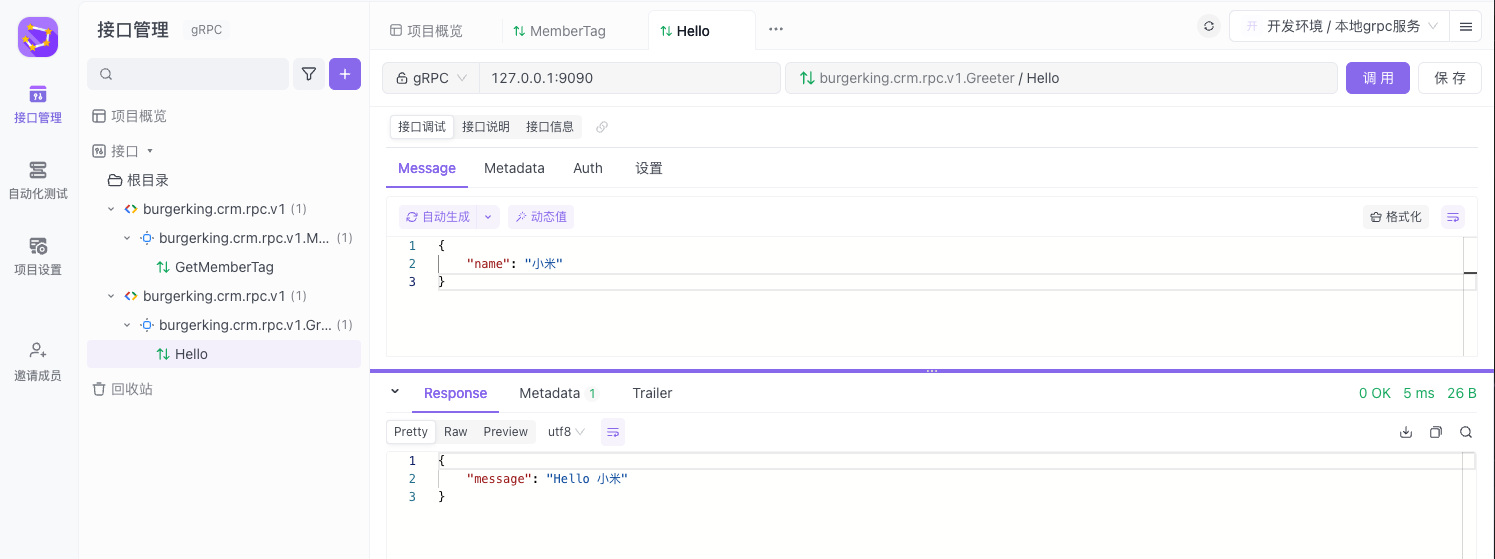 接口管理 gRPC
项目概览 MemberTag Hello ···
开 开发环境 / 本地grpc服务
gRPC 127.0.0.1:9090 burgerking.crm.rpc.v1.Greeter / Hello 调 用 保 存
接口管理
自动化测试
项目设置
邀请成员
项目概览
接口
根目录
burgerking.crm.rpc.v1 (1)
burgerking.crm.rpc.v1.M... (1)
GetMemberTag
burgerking.crm.rpc.v1 (1)
burgerking.crm.rpc.v1.Gr... (1)
Hello
回收站
接口调试 接口说明 接口信息
Message Metadata Auth 设置
自动生成 动态值 格式化
1 {
2 "name": "小米"
3 }
Response Metadata 1 Trailer 0 OK 5 ms 26 B
Pretty Raw Preview utf8
1 {
2 "message": "Hello 小米"
3 }